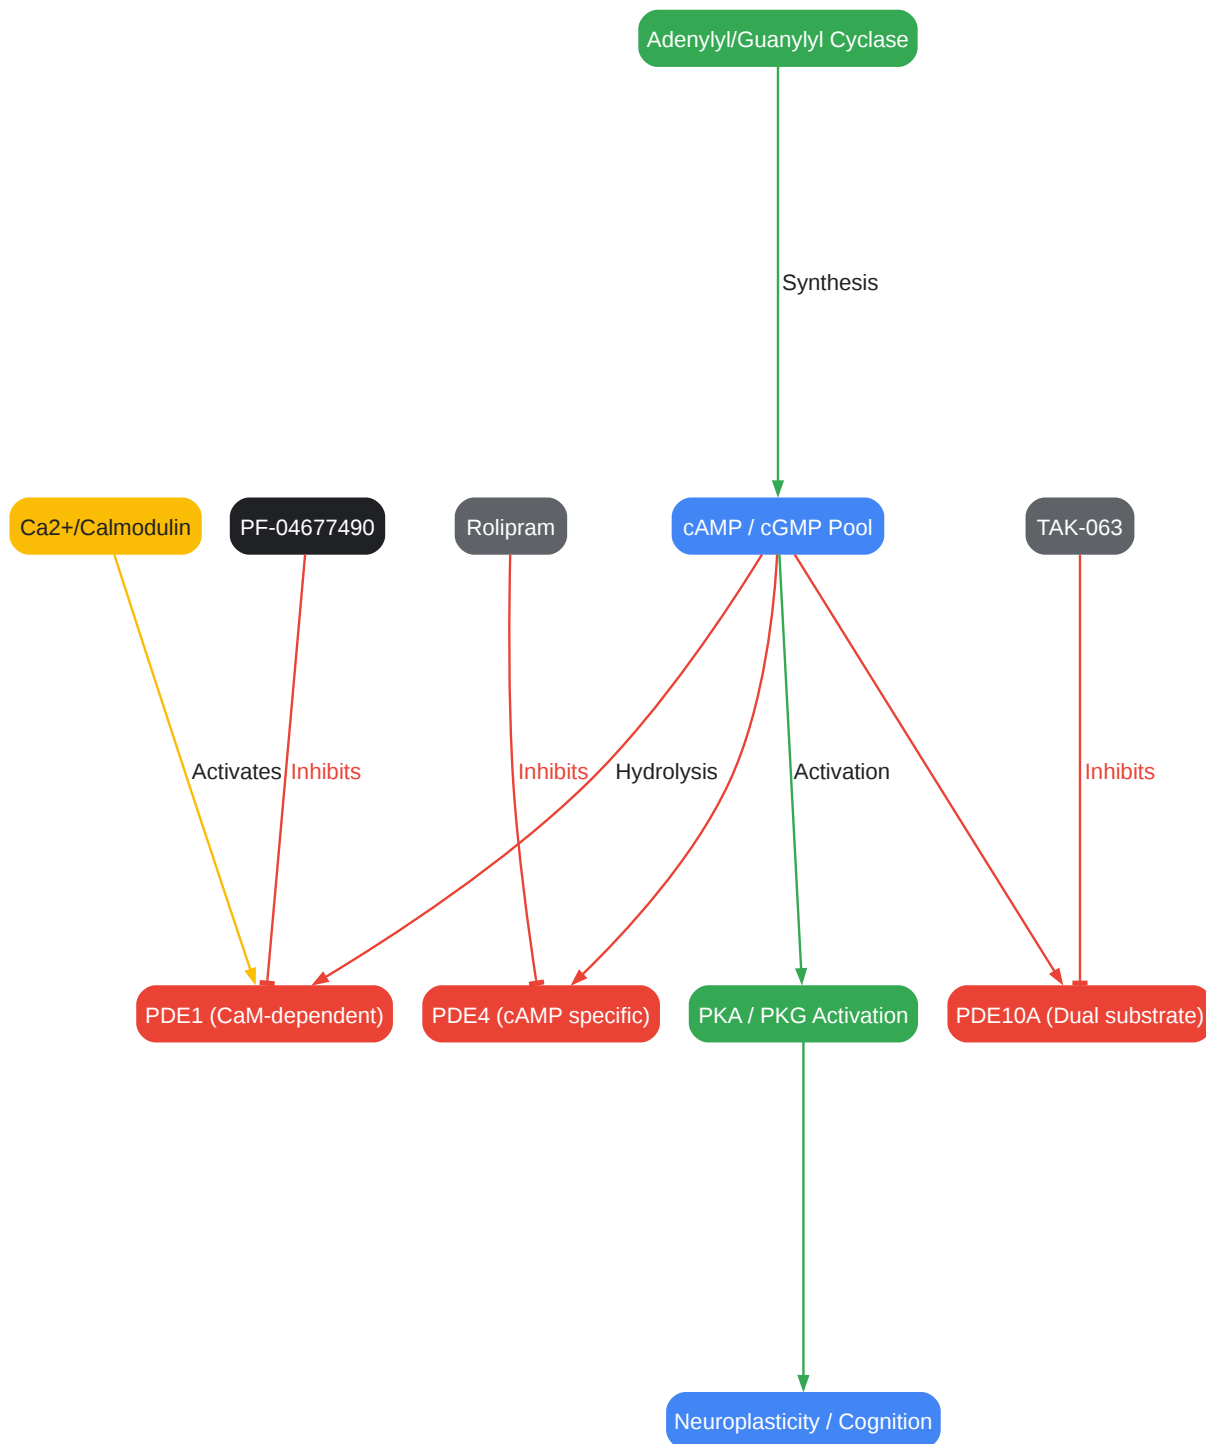 Adenylyl/Guanylyl Cyclase
Synthesis
Ca2+/Calmodulin
PF-04677490
Rolipram
cAMP / cGMP Pool
TAK-063
Activates
Inhibits
Inhibits
Hydrolysis
Activation
Inhibits
PDE1 (CaM-dependent)
PDE4 (cAMP specific)
PKA / PKG Activation
PDE10A (Dual substrate)
Neuroplasticity / Cognition